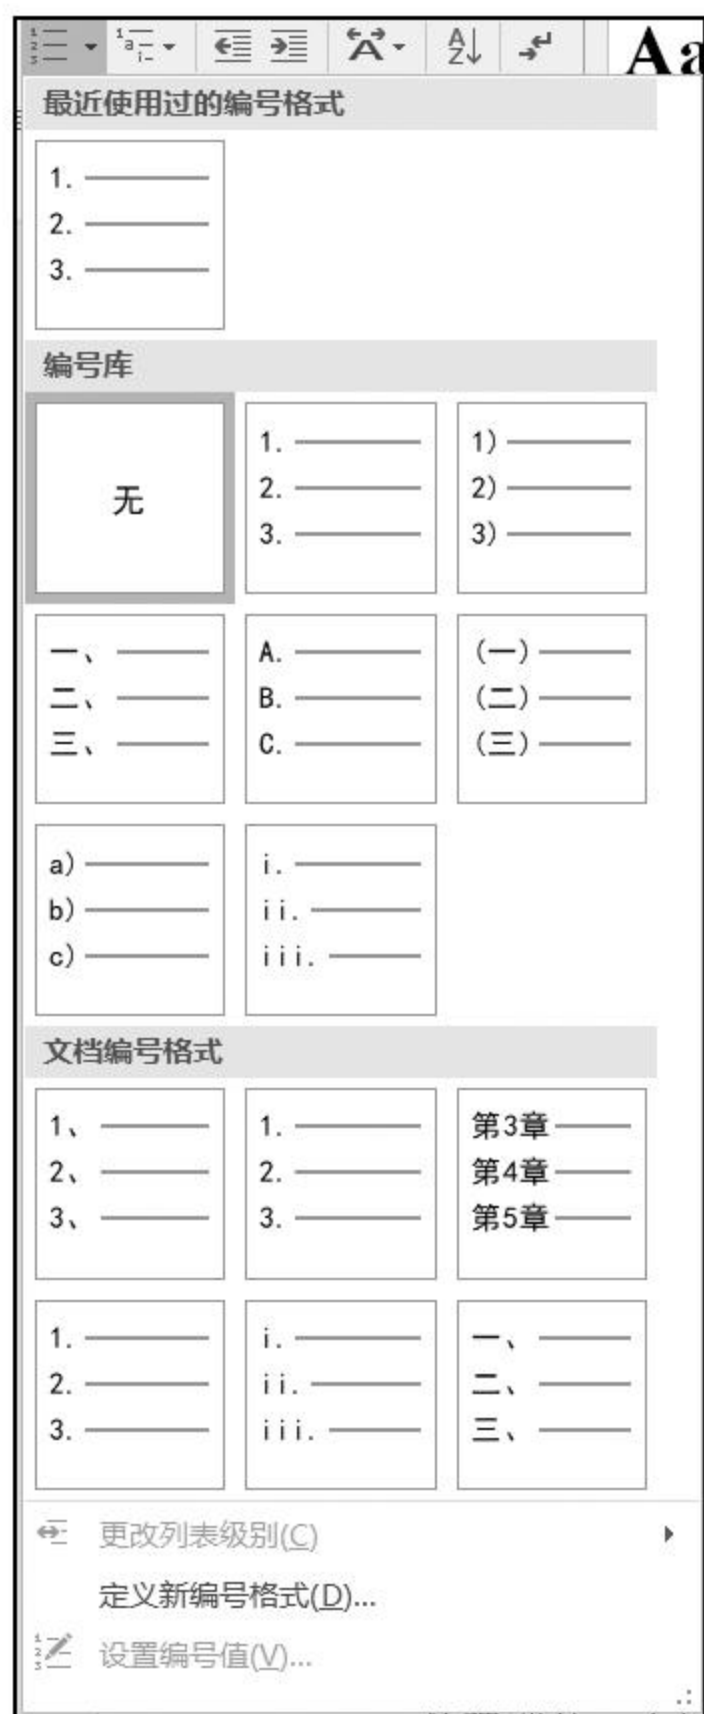 Aa
最近使用过的编号格式
1.
2.
3.
编号库
无
1.
2.
3.
1)
2)
3)
一、
二、
三、
A.
B.
C.
(一)
(二)
(三)
a)
b)
c)
i.
ii.
iii.
文档编号格式
1、
2、
3、
1.
2.
3.
第3章
第4章
第5章
1.
2.
3.
i.
ii.
iii.
一、
二、
三、
更改列表级别(C)
定义新编号格式(D)...
设置编号值(V)...